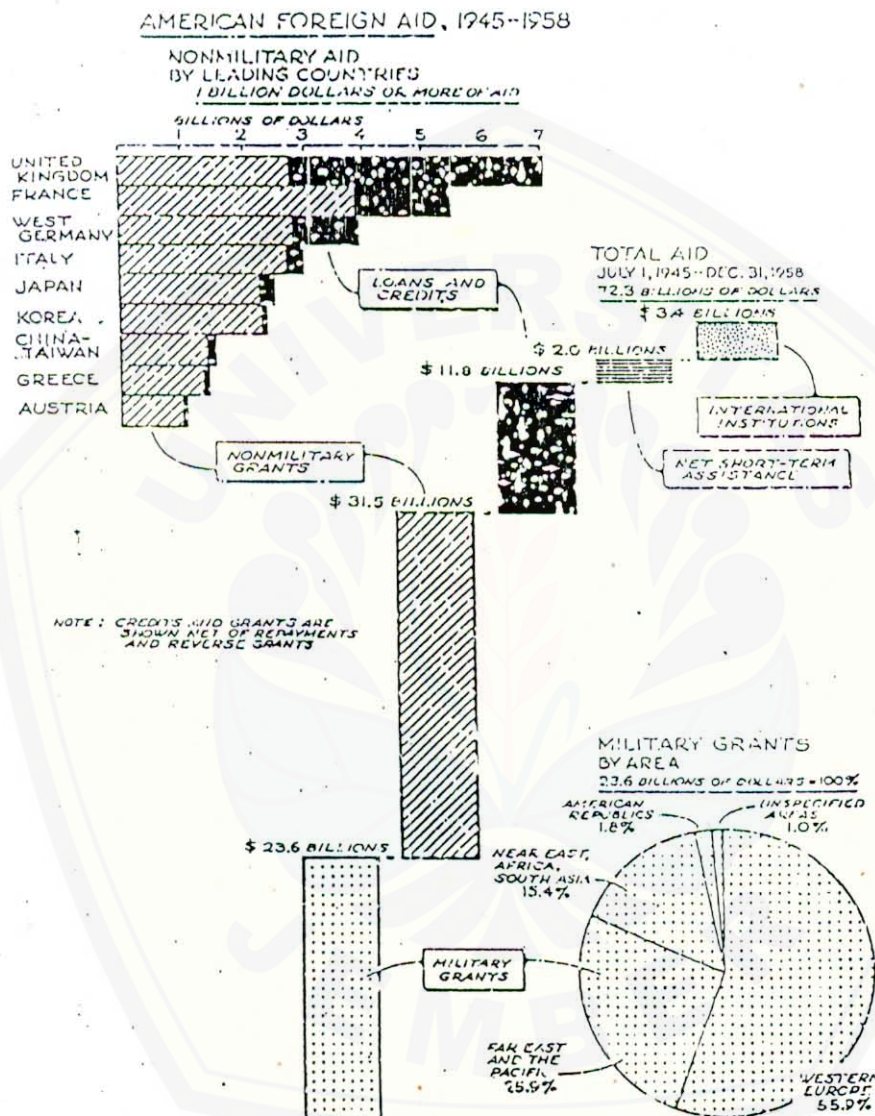 AMERICAN FOREIGN AID, 1945--1958
NONMILITARY AID
BY LEADING COUNTRIES
1 BILLION DOLLARS OR MORE OF AID
BILLIONS OF DOLLARS
1 2 3 4 5 6 7
UNITED
KINGDOM
FRANCE
WEST
GERMANY
ITALY
JAPAN
KOREA
CHINA-
TAIWAN
GREECE
AUSTRIA
LOANS AND
CREDITS
NONMILITARY
GRANTS
TOTAL AID
JULY 1, 1945--DEC. 31, 1958
72.3 BILLIONS OF DOLLARS
$ 3.4 BILLIONS
$ 2.0 BILLIONS
$ 11.8 BILLIONS
INTERNATIONAL
INSTITUTIONS
NET SHORT-TERM
ASSISTANCE
$ 31.5 BILLIONS
NOTE : CREDITS AND GRANTS ARE
SHOWN NET OF REPAYMENTS
AND REVERSE GRANTS
$ 23.6 BILLIONS
MILITARY
GRANTS
MILITARY GRANTS
BY AREA
23.6 BILLIONS OF DOLLARS = 100%
AMERICAN
REPUBLICS
1.8%
UNSPECIFIED
AREAS
1.0%
NEAR EAST,
AFRICA,
SOUTH ASIA
15.4%
FAR EAST
AND THE
PACIFIC
25.9%
WESTERN
EUROPE
55.9%